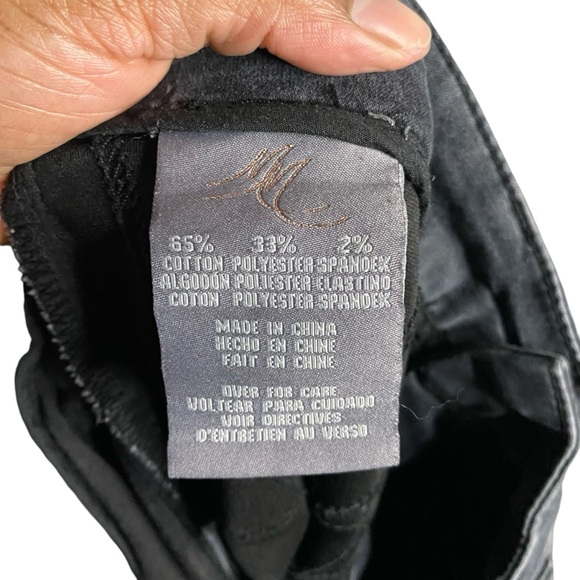 65% 33% 2%
COTTON POLYESTER SPANDEX
ALGODON POLIESTER ELASTINO
COTON POLYESTER SPANDEX
MADE IN CHINA
HECHO EN CHINE
FAIT EN CHINE
OVER FOR CARE
VOLTEAR PARA CUIDADO
VOIR DIRECTIVES
D'ENTRETIEN AU VERSO